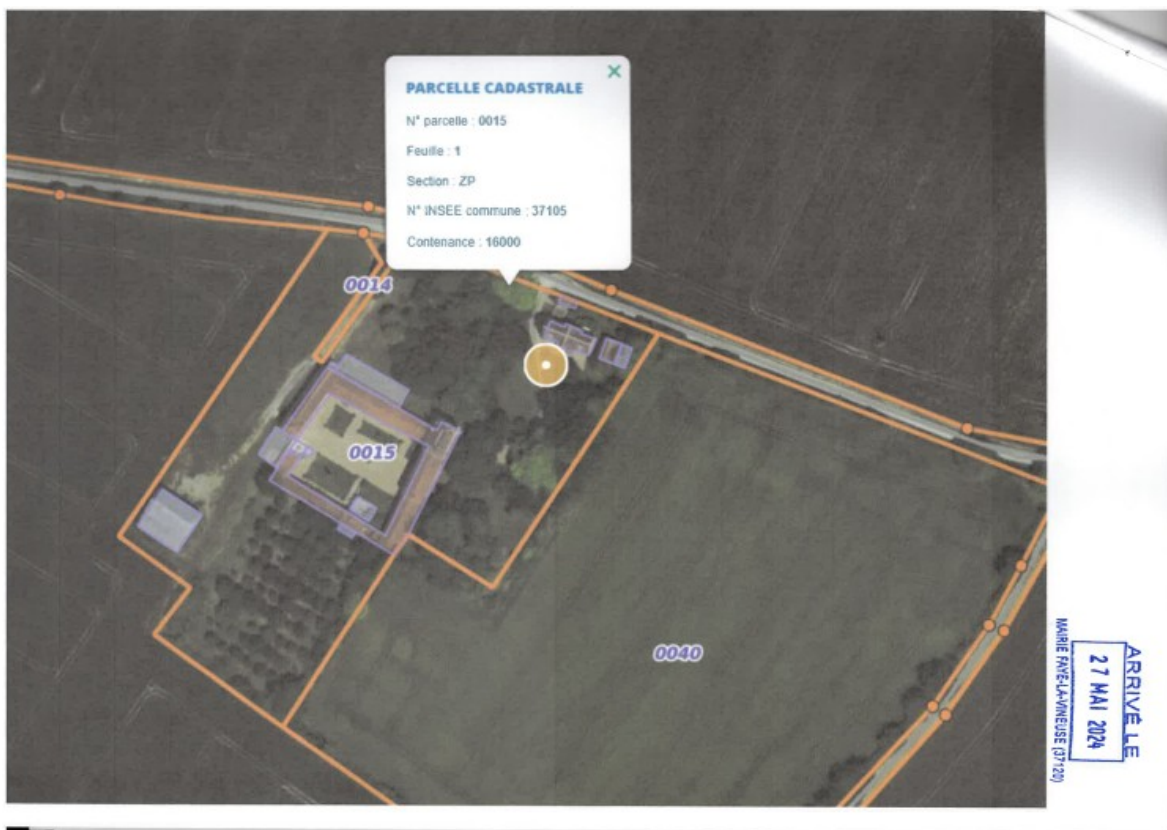 PARCELLE CADASTRALE
N° parcelle : 0015
Feuille : 1
Section : ZP
N° INSEE commune : 37105
Contenance : 16000
0014
0015
0040
ARRIVÉ LE
27 MAI 2024
MAIRIE FAYE-LA-VINEUSE (37120)